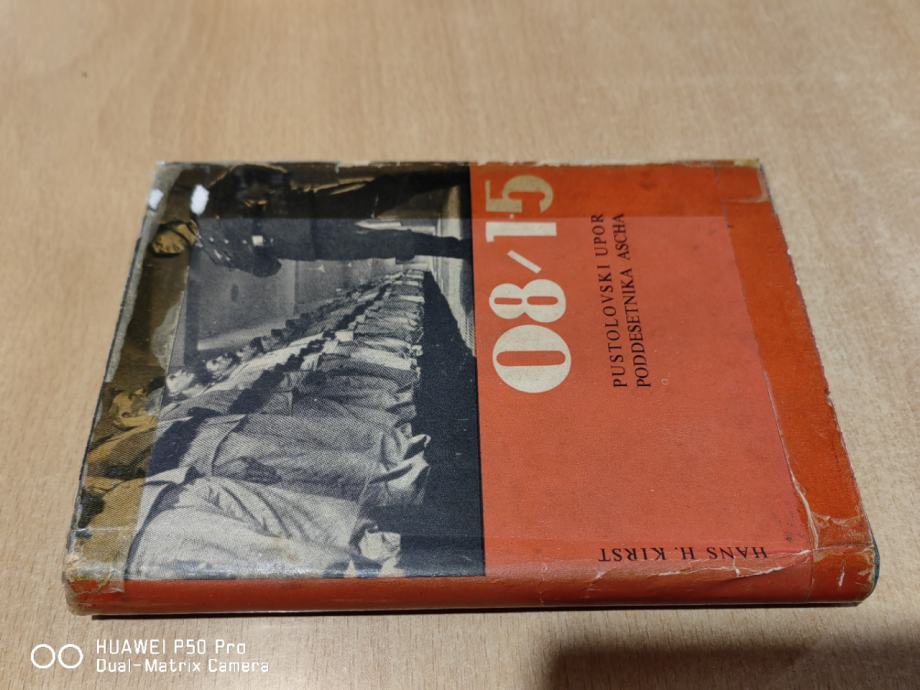 08/15
PUSTOLOVSKI UPOR
PODDESETNIKA ASCHA
HANS H. KIRST
HUAWEI P50 Pro
Dual-Matrix Camera